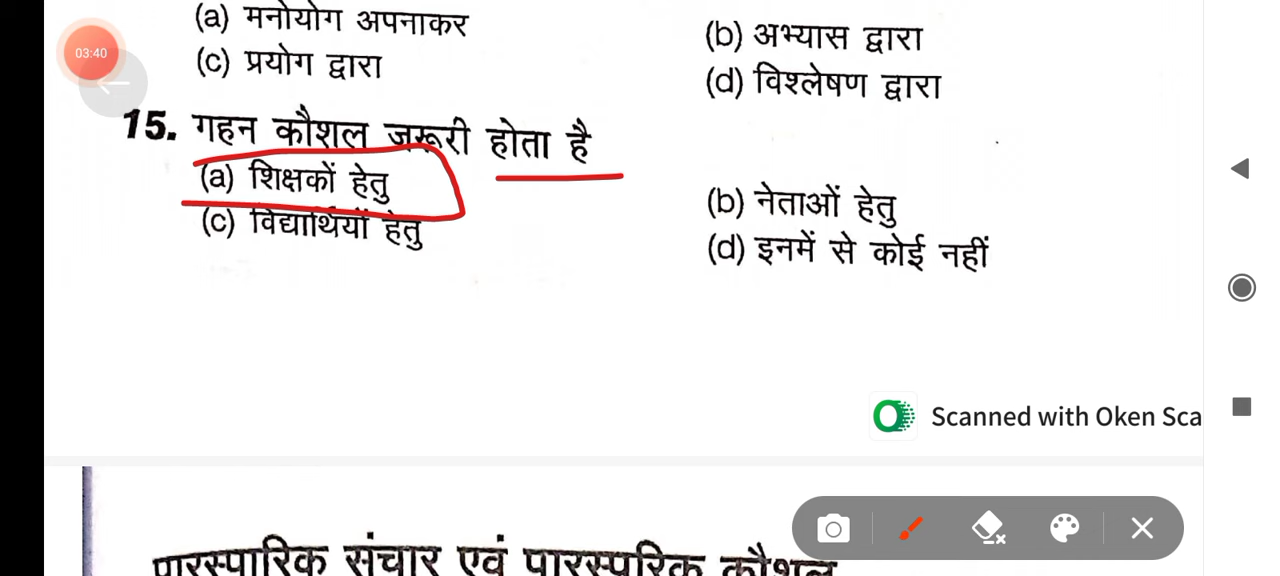 (a) मनोयोग अपनाकर
(b) अभ्यास द्वारा
(c) प्रयोग द्वारा
(d) विश्लेषण द्वारा
03:40
15. गहन कौशल जरूरी होता है
(a) शिक्षकों हेतु
(b) नेताओं हेतु
(c) विद्यार्थियों हेतु
(d) इनमें से कोई नहीं
Scanned with Oken Sca
पारस्पारिक संचार एवं पारस्परिक कौशल